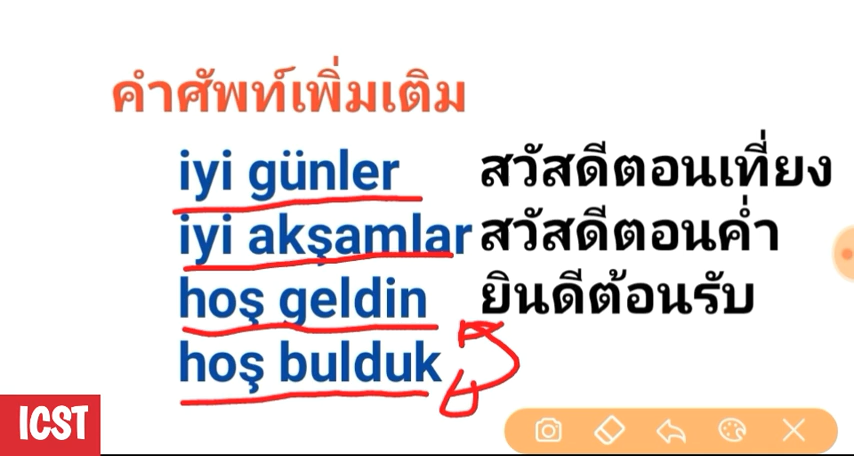 คำศัพท์เพิ่มเติม
iyi günler สวัสดีตอนเที่ยง
iyi akşamlar สวัสดีตอนค่ำ
hoş geldin ยินดีต้อนรับ
hoş bulduk
ICST